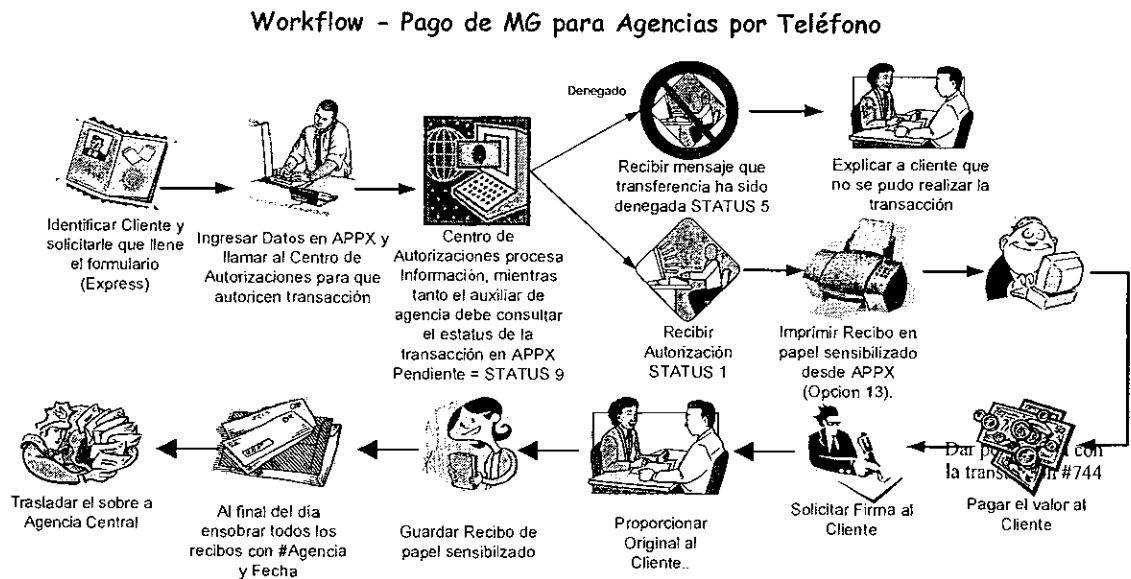 Workflow - Pago de MG para Agencias por Teléfono
Denegado
Identificar Cliente y
solicitarle que llene
el formulario
(Express)
Ingresar Datos en APPX y
llamar al Centro de
Autorizaciones para que
autoricen transacción
Centro de
Autorizaciones procesa
Información, mientras
tanto el auxiliar de
agencia debe consultar
el estatus de la
transacción en APPX
Pendiente = STATUS 9
Recibir mensaje que
transferencia ha sido
denegada STATUS 5
Explicar a cliente que
no se pudo realizar la
transacción
Recibir
Autorización
STATUS 1
Imprimir Recibo en
papel sensibilizado
desde APPX
(Opcion 13).
Dar con
la #744
Pagar el valor al
Cliente
Solicitar Firma al
Cliente
Proporcionar
Original al
Cliente..
Guardar Recibo de
papel sensibilzado
Al final del día
ensobrar todos los
recibos con #Agencia
y Fecha
Trasladar el sobre a
Agencia Central